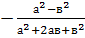 − а² − в²
а² + 2ав + в²